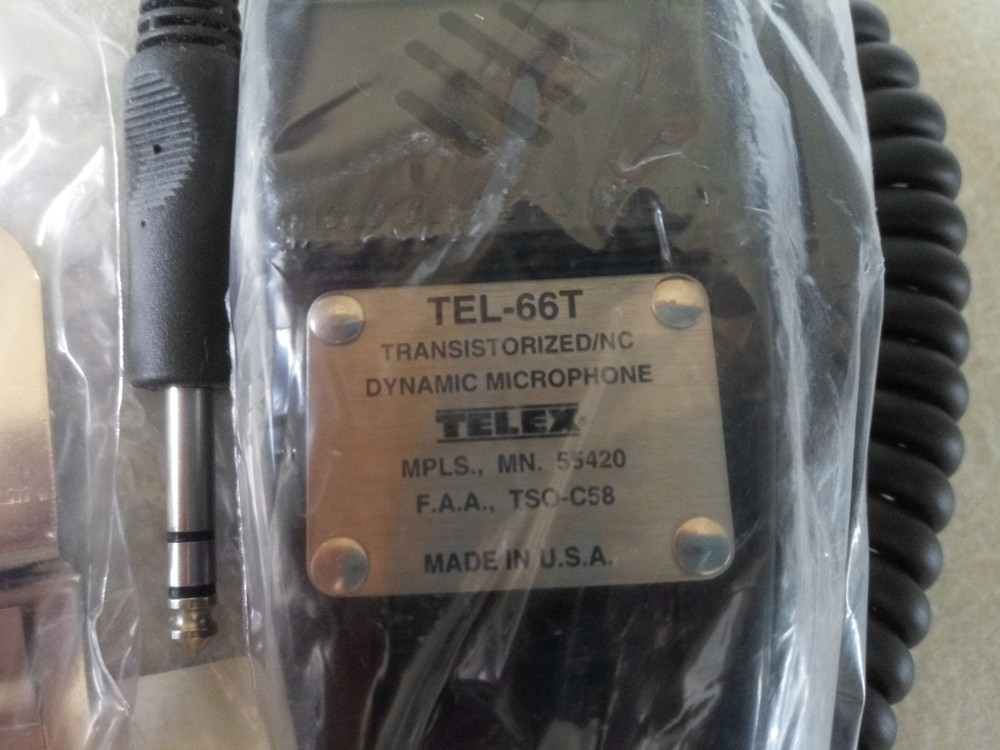 TEL-66T
TRANSISTORIZED/NC
DYNAMIC MICROPHONE
TELEX
MPLS., MN. 55420
F.A.A., TSO-C58
MADE IN U.S.A.